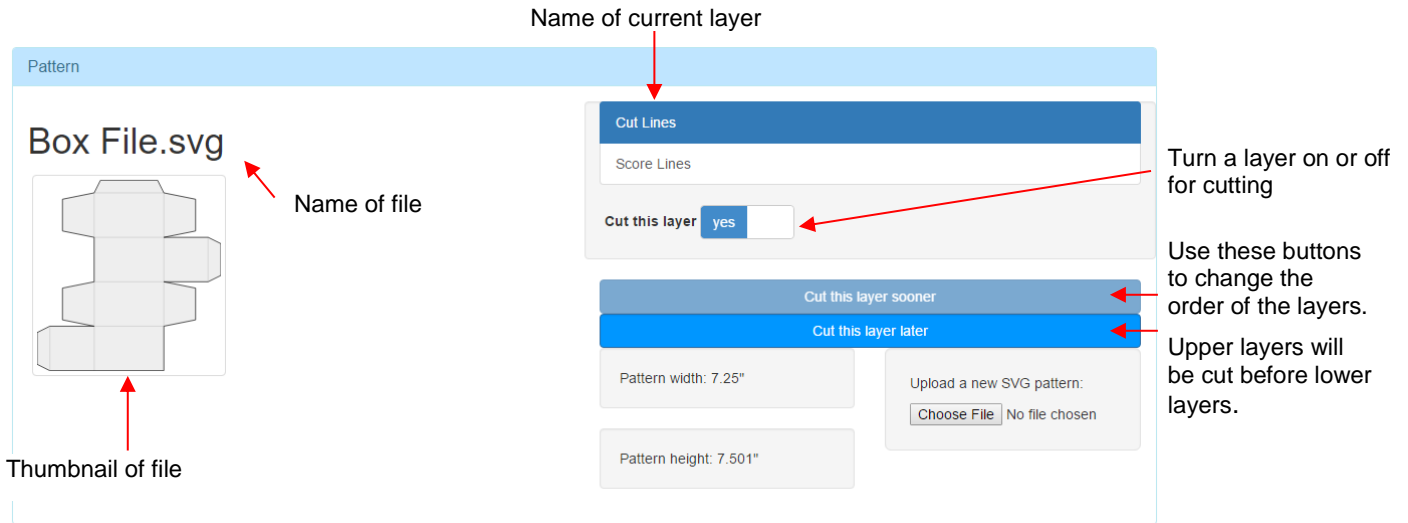 Name of current layer
Pattern
Box File.svg
Name of file
Thumbnail of file
Cut Lines
Score Lines
Cut this layer yes
Turn a layer on or off
for cutting
Cut this layer sooner
Cut this layer later
Use these buttons
to change the
order of the layers.
Upper layers will
be cut before lower
layers.
Pattern width: 7.25"
Pattern height: 7.501"
Upload a new SVG pattern:
Choose File No file chosen